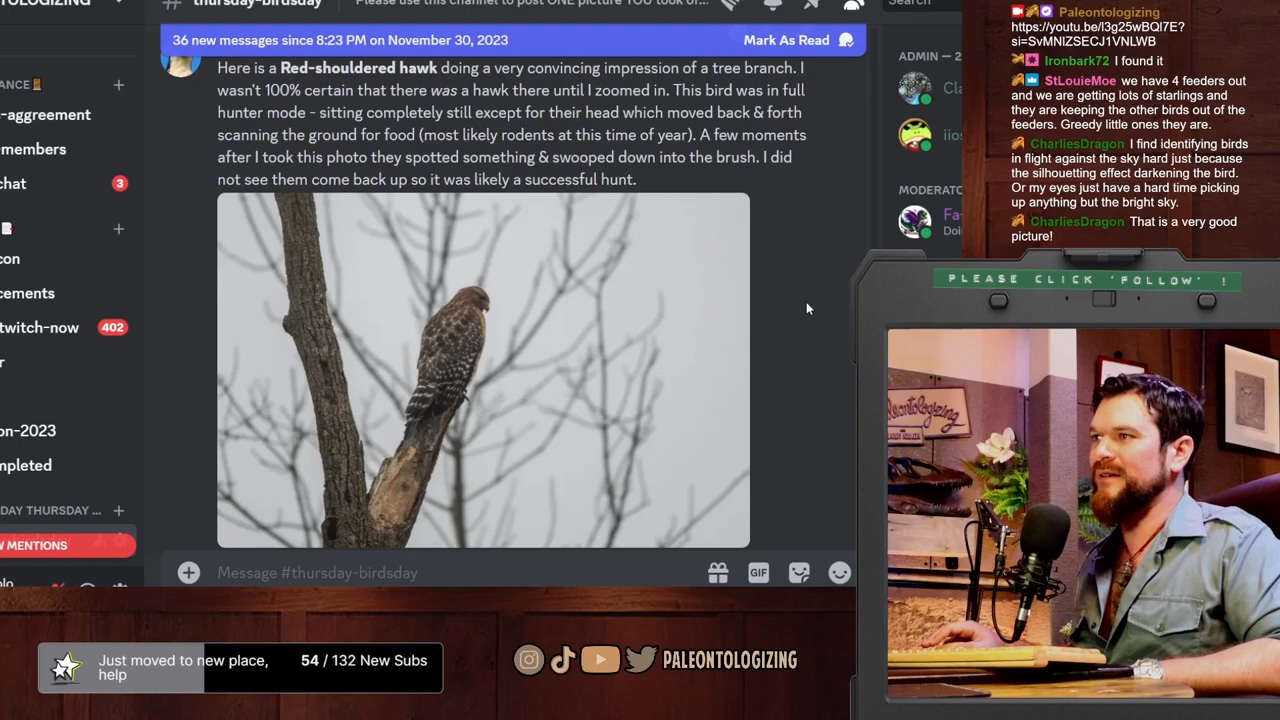 TOLOGIZING
thursday-birdsday
Please use this channel to post ONE picture YOU took of...
Search
36 new messages since 8:23 PM on November 30, 2023
Mark As Read
ANCE
-aggreement
-members
chat
3
con
cements
twitch-now
402
r
on-2023
mpleted
DAY THURSDAY ...
W MENTIONS
olo
Here is a Red-shouldered hawk doing a very convincing impression of a tree branch. I
wasn't 100% certain that there was a hawk there until I zoomed in. This bird was in full
hunter mode - sitting completely still except for their head which moved back & forth
scanning the ground for food (most likely rodents at this time of year). A few moments
after I took this photo they spotted something & swooped down into the brush. I did
not see them come back up so it was likely a successful hunt.
Message #thursday-birdsday
GIF
ADMIN — 2
Cla
iios
MODERATO
Fa
Doi
Paleontologizing
https://youtu.be/l3g25wBQl7E?
si=SvMNlZSECJ1VNLWB
Ironbark72 I found it
StLouieMoe we have 4 feeders out
and we are getting lots of starlings and
they are keeping the other birds out of the
feeders. Greedy little ones they are.
CharliesDragon I find identifying birds
in flight against the sky hard just because
the silhouetting effect darkening the bird.
Or my eyes just have a hard time picking
up anything but the bright sky.
CharliesDragon That is a very good
picture!
PLEASE CLICK 'FOLLOW' !
Paleontologizing
Just moved to new place,
help
54 / 132 New Subs
PALEONTOLOGIZING